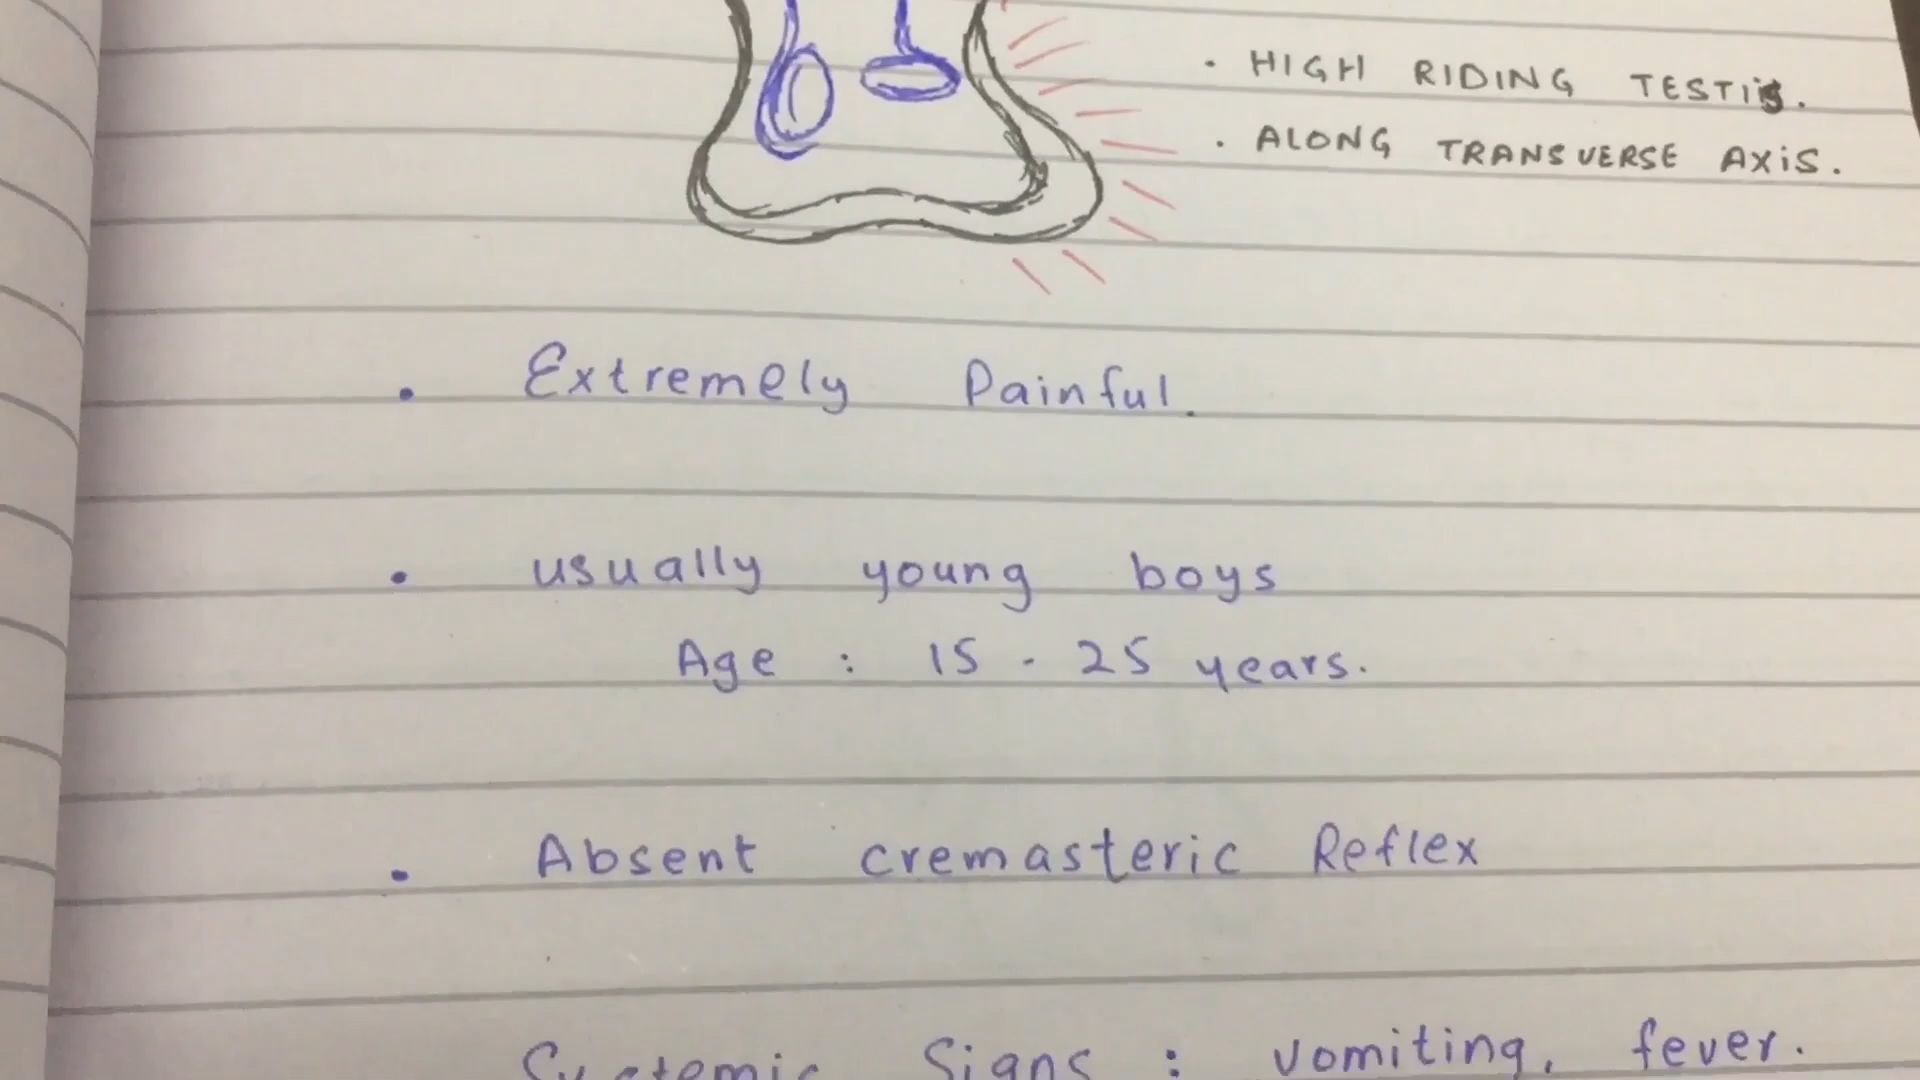 . HIGH RIDING TESTIS.
. ALONG TRANSVERSE AXIS.
. Extremely Painful.
. usually young boys
Age : 15 - 25 years.
. Absent cremasteric Reflex
Systemic Signs : vomiting, fever.